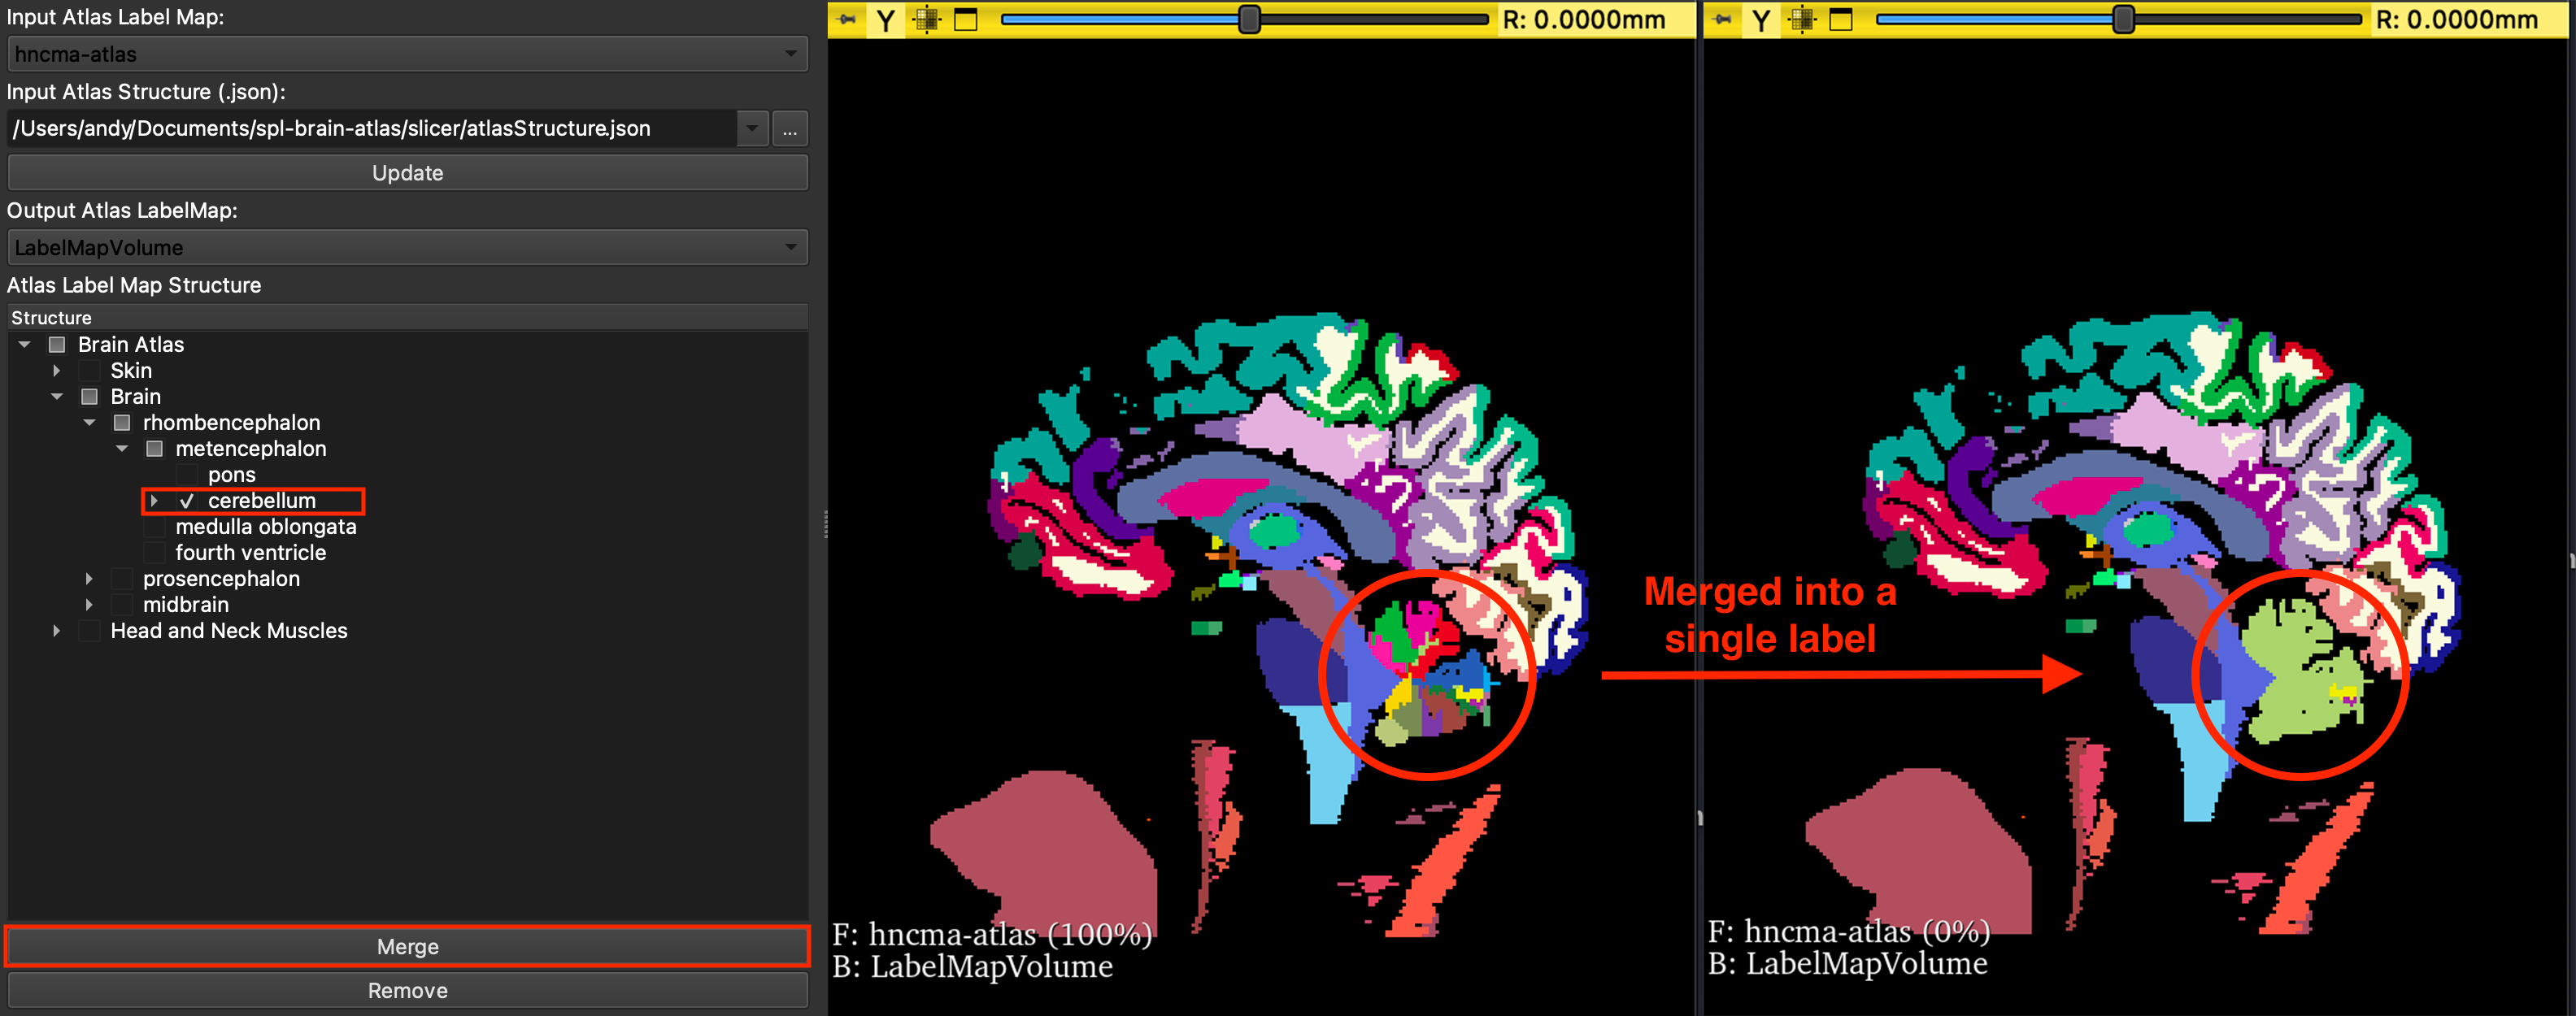 Input Atlas Label Map:
hncma-atlas
Input Atlas Structure (.json):
/Users/andy/Documents/spl-brain-atlas/slicer/atlasStructure.json
...
Update
Output Atlas LabelMap:
LabelMapVolume
Atlas Label Map Structure
Structure
Brain Atlas
Skin
Brain
rhombencephalon
metencephalon
pons
cerebellum
medulla oblongata
fourth ventricle
prosencephalon
midbrain
Head and Neck Muscles
Merge
Remove
Y
R: 0.0000mm
F: hncma-atlas (100%)
B: LabelMapVolume
Merged into a
single label
Y
R: 0.0000mm
F: hncma-atlas (0%)
B: LabelMapVolume